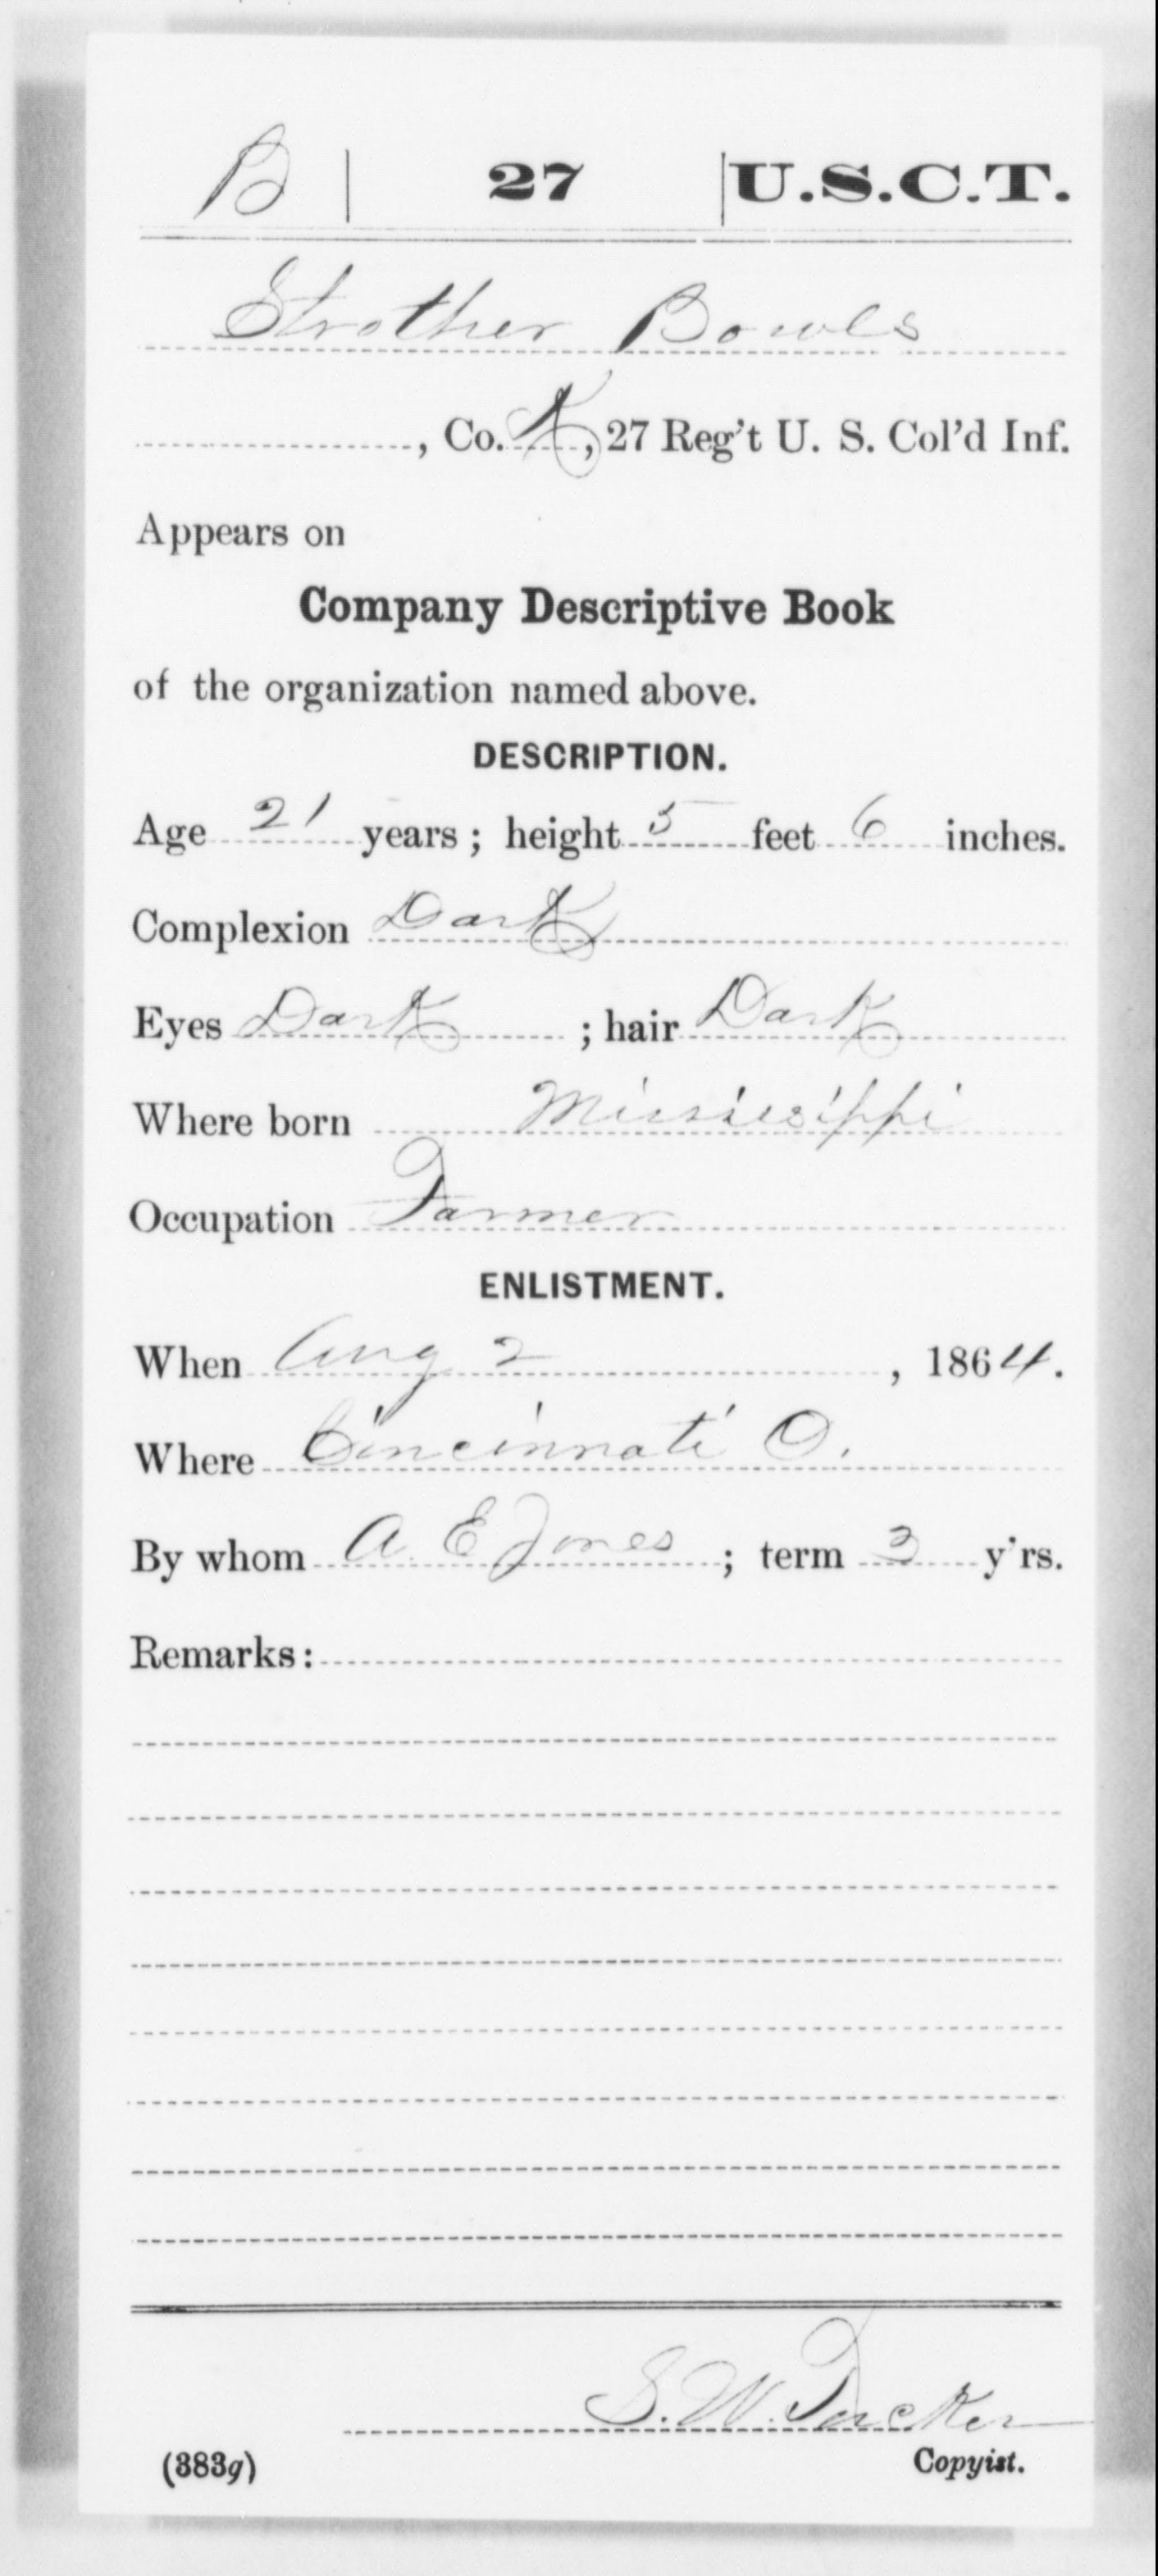 B | 27 | U.S.C.T.
Strother Bowls
, Co. K, 27 Reg't U. S. Col'd Inf.
Appears on
Company Descriptive Book
of the organization named above.
DESCRIPTION.
Age 21 years; height 5 feet 6 inches.
Complexion Dark
Eyes Dark ; hair Dark
Where born Mississippi
Occupation Farmer
ENLISTMENT.
When Aug 2 , 1864.
Where Cincinnati O.
By whom A. E Jones ; term 3 y'rs.
Remarks:
S. W. Tucker
(383g) Copyist.